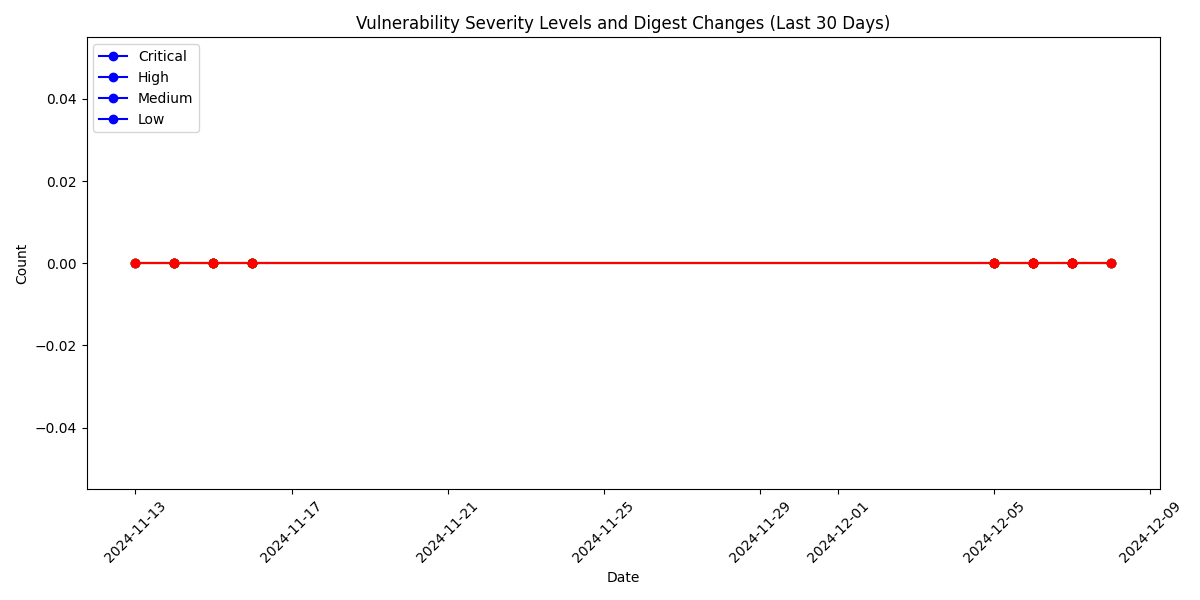 Vulnerability Severity Levels and Digest Changes (Last 30 Days)
Critical
High
Medium
Low
0.04
0.02
0.00
−0.02
−0.04
Count
2024-11-13
2024-11-17
2024-11-21
2024-11-25
2024-11-29
2024-12-01
2024-12-05
2024-12-09
Date